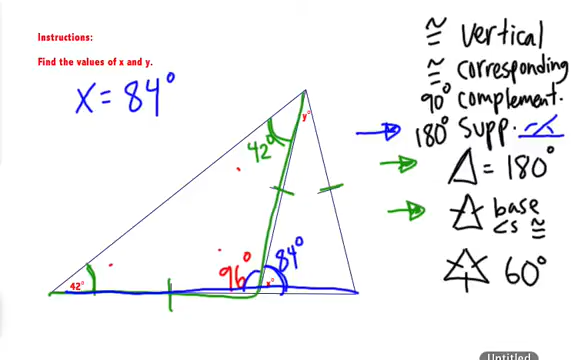 Instructions:
Find the values of x and y.
x = 84°
≅ vertical
≅ corresponding
90° complement.
180° supp.
△ = 180°
△ base
<s ≅
△ 60°
y°
42°
42°
96°
84°
x°
Untitled